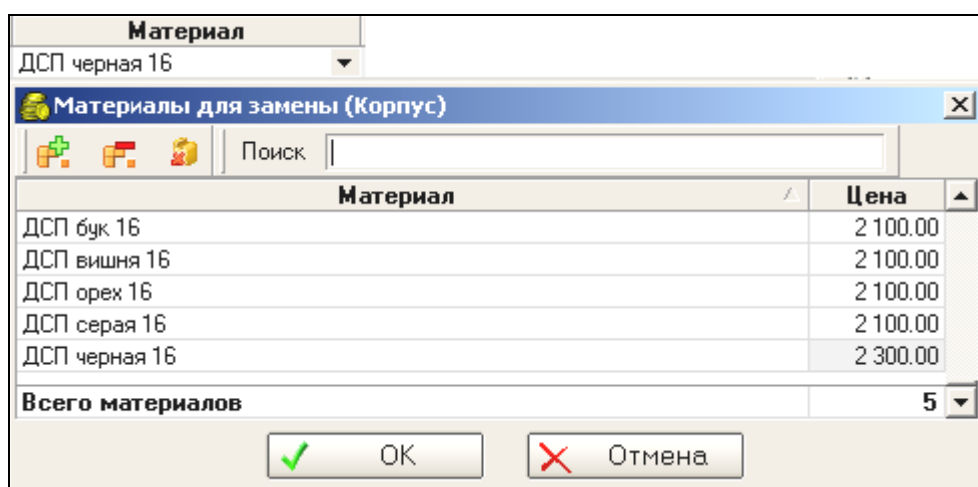 Материал
ДСП черная 16
Материалы для замены (Корпус)
Поиск
Материал Цена
ДСП бук 16 2 100.00
ДСП вишня 16 2 100.00
ДСП орех 16 2 100.00
ДСП серая 16 2 100.00
ДСП черная 16 2 300.00
Всего материалов 5
OK Отмена